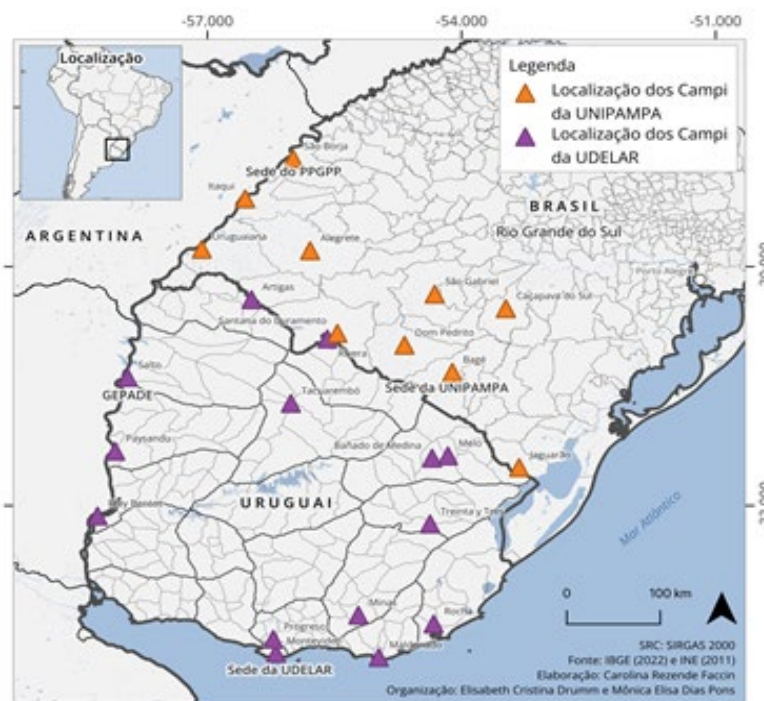 -57.000
-54.000
-51.000
Localização
Legenda
Localização dos Campi
da UNIPAMPA
Localização dos Campi
da UDELAR
São Borja
Sede do PPGPP
Itaqui
BRASIL
ARGENTINA
Uruguaiana
Alegrete
Rio Grande do Sul
Porto Alegre
-30.000
São Gabriel
Caçapava do Sul
Artigas
Santana do Livramento
Dom Pedrito
Rivera
Bagé
Salto
Sede da UNIPAMPA
GEPADE
Tacuarembó
Paysandu
Bañado de Medina
Melo
Jaguarão
Fray Bentos
URUGUAI
Treinta y Tres
Mar Atlântico
0
100 km
Minas
Rocha
Progreso
Montevideo
Maldonado
Sede da UDELAR
SRC: SIRGAS 2000
Fonte: IBGE (2022) e INE (2011)
Elaboração: Carolina Rezende Faccin
Organização: Elisabeth Cristina Drumm e Mônica Elisa Dias Pons